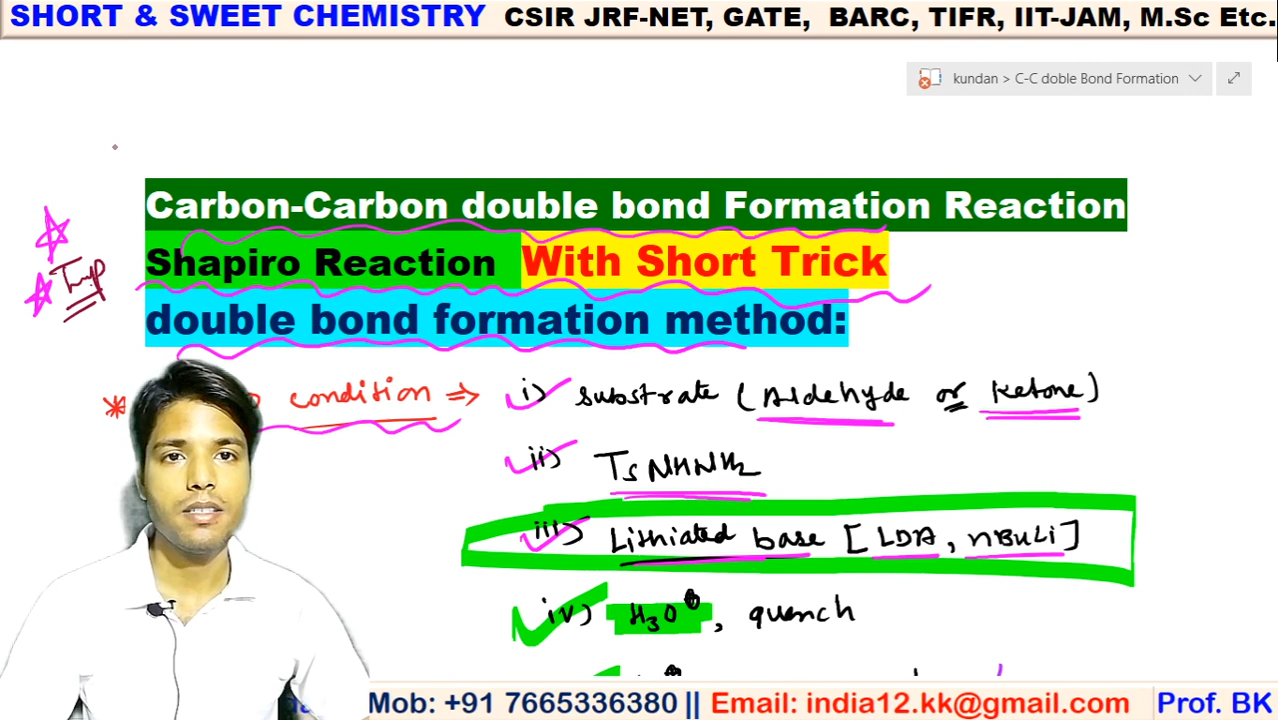 SHORT & SWEET CHEMISTRY CSIR JRF-NET, GATE, BARC, TIFR, IIT-JAM, M.Sc Etc.
kundan > C-C doble Bond Formation
Carbon-Carbon double bond Formation Reaction
Shapiro Reaction With Short Trick
Imp
double bond formation method:
* condition ⇒ i) substrate (Aldehyde or Ketone)
ii) TsNHNH2
iii) Lithiated base [LDA, nBuLi]
iv) H3O⊕, quench
Mob: +91 7665336380 || Email: india12.kk@gmail.com Prof. BK